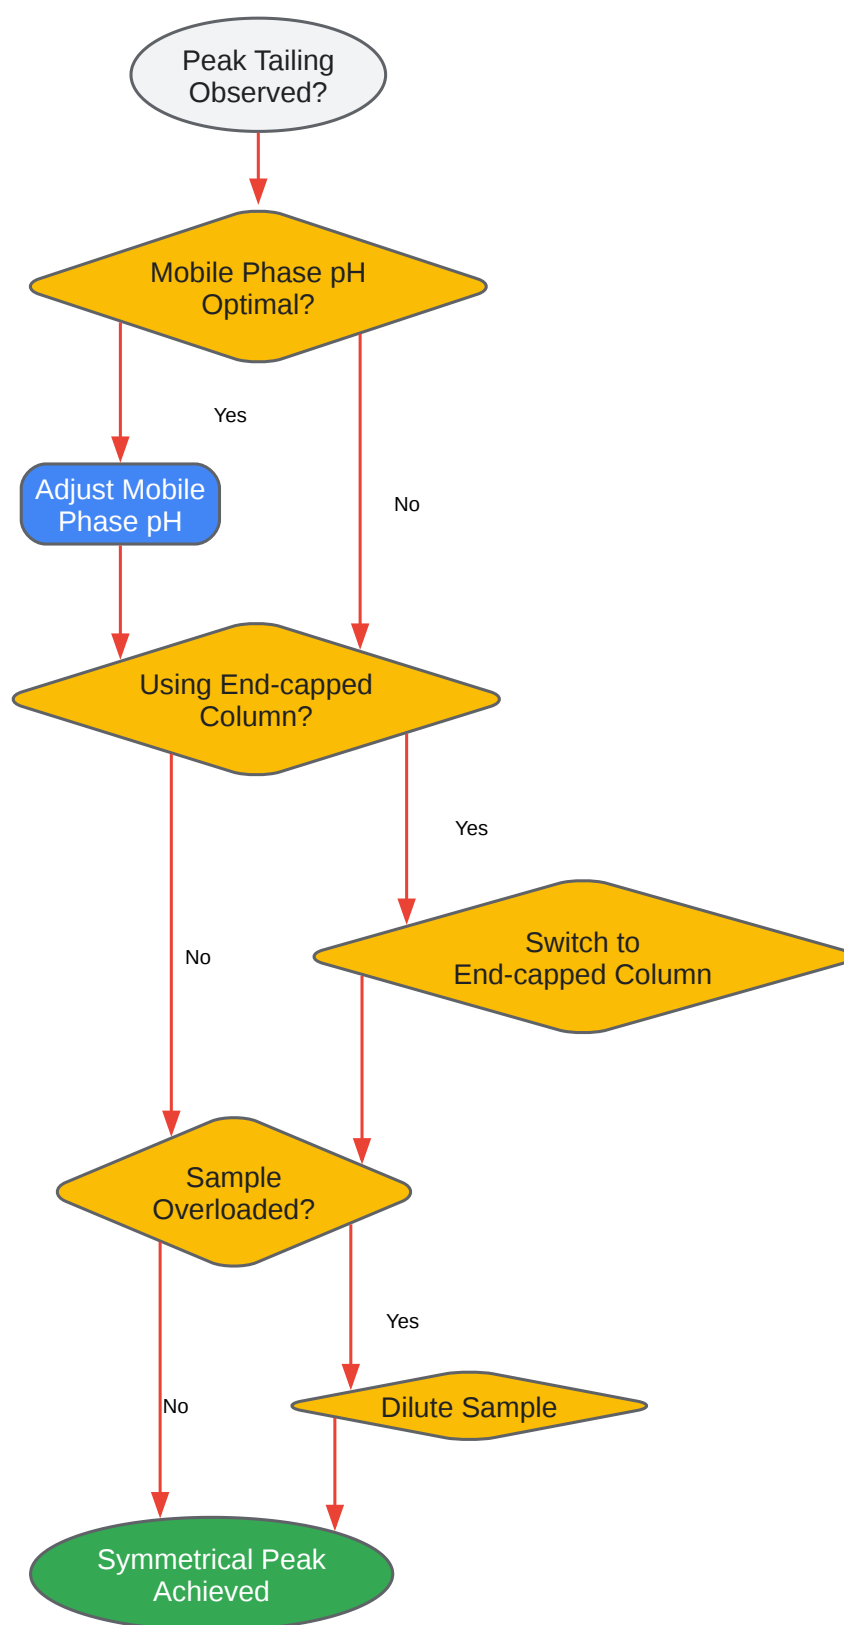 Peak Tailing
Observed?
Mobile Phase pH
Optimal?
Yes
Adjust Mobile
Phase pH
No
Using End-capped
Column?
Yes
Switch to
End-capped Column
No
Sample
Overloaded?
Yes
No
Dilute Sample
Symmetrical Peak
Achieved